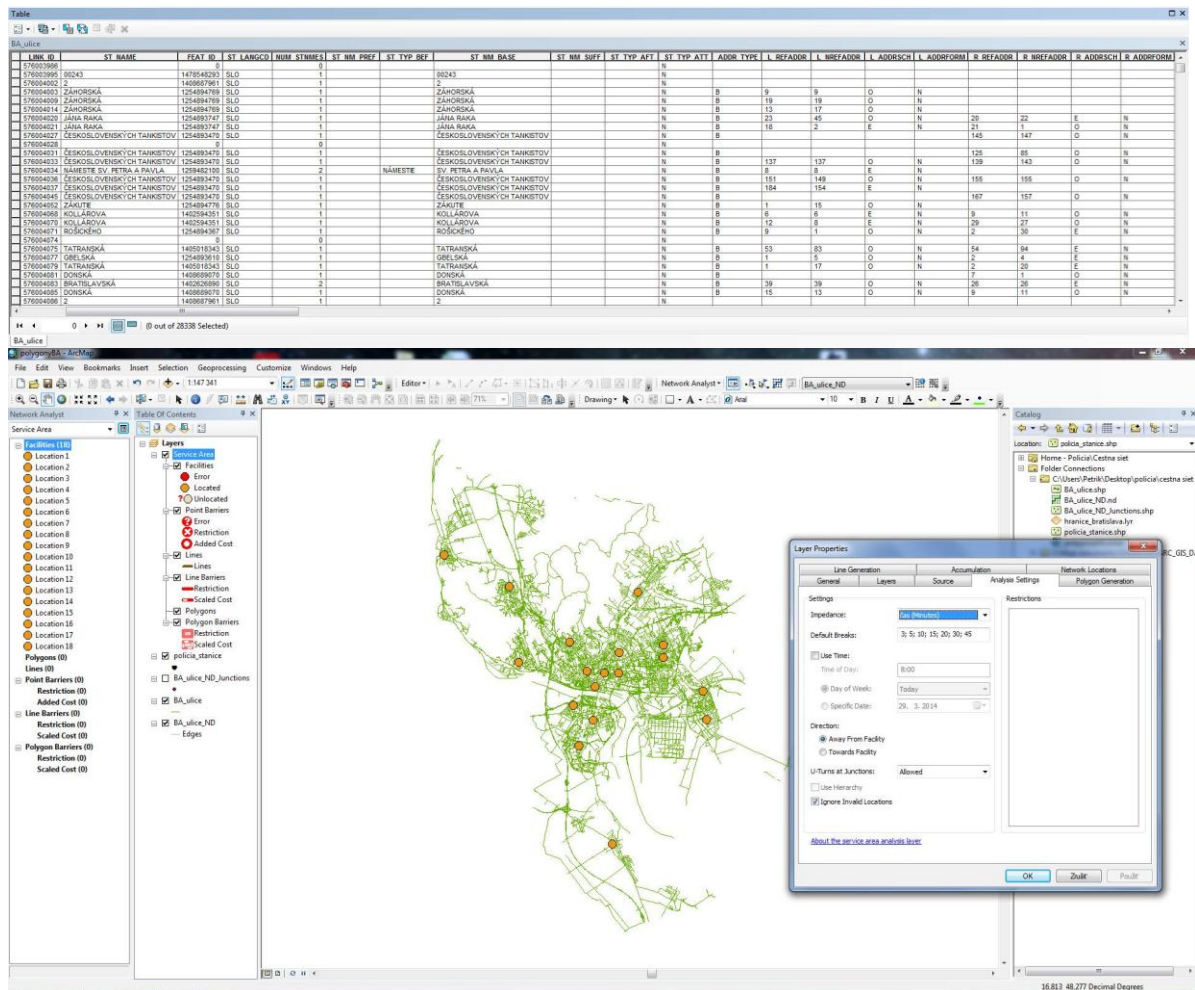 Table
BA_ulice
LINK_ID ST_NAME FEAT_ID ST_LANGCD NUM_STNMES ST_NM_PREF ST_TYP_BEF ST_NM_BASE ST_NM_SUFF ST_TYP_AFT ST_TYP_ATT ADDR_TYPE L_REFADDR L_NREFADDR L_ADDRSCH L_ADDRFORM R_REFADDR R_NREFADDR R_ADDRSCH R_ADDRFORM
576003986 0 0 N
576003995 00243 1478548293 SLO 1 00243 N
576004002 2 1408687961 SLO 1 2 N
576004003 ZÁHORSKÁ 1254894769 SLO 1 ZÁHORSKÁ N B 9 9 O N
576004009 ZÁHORSKÁ 1254894769 SLO 1 ZÁHORSKÁ N B 19 19 O N
576004014 ZÁHORSKÁ 1254894769 SLO 1 ZÁHORSKÁ N B 13 17 O N
576004020 JÁNA RAKA 1254893747 SLO 1 JÁNA RAKA N B 23 45 O N 20 22 E N
576004021 JÁNA RAKA 1254893747 SLO 1 JÁNA RAKA N B 18 2 E N 21 1 O N
576004027 ČESKOSLOVENSKÝCH TANKISTOV 1254893470 SLO 1 ČESKOSLOVENSKÝCH TANKISTOV N B 145 147 O N
576004028 0 0 N
576004031 ČESKOSLOVENSKÝCH TANKISTOV 1254893470 SLO 1 ČESKOSLOVENSKÝCH TANKISTOV N B 125 85 O N
576004033 ČESKOSLOVENSKÝCH TANKISTOV 1254893470 SLO 1 ČESKOSLOVENSKÝCH TANKISTOV N B 137 137 O N 139 143 O N
576004034 NÁMESTIE SV. PETRA A PAVLA 1259482100 SLO 2 NÁMESTIE SV. PETRA A PAVLA N B 8 8 E N
576004036 ČESKOSLOVENSKÝCH TANKISTOV 1254893470 SLO 1 ČESKOSLOVENSKÝCH TANKISTOV N B 151 149 O N 155 155 O N
576004037 ČESKOSLOVENSKÝCH TANKISTOV 1254893470 SLO 1 ČESKOSLOVENSKÝCH TANKISTOV N B 184 154 E N
576004045 ČESKOSLOVENSKÝCH TANKISTOV 1254893470 SLO 1 ČESKOSLOVENSKÝCH TANKISTOV N B 167 157 O N
576004052 ZÁKUTIE 1254894776 SLO 1 ZÁKUTIE N B 1 15 O N
576004068 KOLLÁROVA 1402594351 SLO 1 KOLLÁROVA N B 6 6 E N 9 11 O N
576004070 KOLLÁROVA 1402594351 SLO 1 KOLLÁROVA N B 12 8 E N 29 27 O N
576004071 ROŠICKÉHO 1254894367 SLO 1 ROŠICKÉHO N B 9 1 O N 2 30 E N
576004074 0 0 N
576004075 TATRANSKÁ 1405018343 SLO 1 TATRANSKÁ N B 53 83 O N 54 94 E N
576004077 GBELSKÁ 1254893610 SLO 1 GBELSKÁ N B 1 5 O N 2 4 E N
576004079 TATRANSKÁ 1405018343 SLO 1 TATRANSKÁ N B 1 17 O N 2 20 E N
576004081 DONSKÁ 1408689070 SLO 1 DONSKÁ N B 7 1 O N
576004083 BRATISLAVSKÁ 1402626890 SLO 2 BRATISLAVSKÁ N B 39 39 O N 26 26 E N
576004085 DONSKÁ 1408689070 SLO 1 DONSKÁ N B 15 13 O N 9 11 O N
576004086 2 1408687961 SLO 1 2 N
0 (0 out of 28338 Selected)
BA_ulice
polygonyBA - ArcMap
File Edit View Bookmarks Insert Selection Geoprocessing Customize Windows Help
1:147 341 Editor Network Analyst BA_ulice_ND
71% Drawing Arial 10 B I U A
Network Analyst
Service Area
Facilities (18)
Location 1
Location 2
Location 3
Location 4
Location 5
Location 6
Location 7
Location 8
Location 9
Location 10
Location 11
Location 12
Location 13
Location 14
Location 15
Location 16
Location 17
Location 18
Polygons (0)
Lines (0)
Point Barriers (0)
Restriction (0)
Added Cost (0)
Line Barriers (0)
Restriction (0)
Scaled Cost (0)
Polygon Barriers (0)
Restriction (0)
Scaled Cost (0)
Table Of Contents
Layers
Service Area
Facilities
Error
Located
Unlocated
Point Barriers
Error
Restriction
Added Cost
Lines
Lines
Line Barriers
Restriction
Scaled Cost
Polygons
Polygon Barriers
Restriction
Scaled Cost
policia_stanice
BA_ulice_ND_Junctions
BA_ulice
BA_ulice_ND
Edges
Catalog
Location: policia_stanice.shp
Home - Policia\Cestna siet
Folder Connections
C:\Users\Petrik\Desktop\policia\cestna siet
BA_ulice.shp
BA_ulice_ND.nd
BA_ulice_ND_Junctions.shp
hranice_bratislava.lyr
policia_stanice.shp
Layer Properties
Line Generation Accumulation Network Locations
General Layers Source Analysis Settings Polygon Generation
Settings
Impedance: čas (Minutes)
Default Breaks: 3; 5; 10; 15; 20; 30; 45
Use Time:
Time of Day: 8:00
Day of Week: Today
Specific Date: 29. 3. 2014
Direction:
Away From Facility
Towards Facility
U-Turns at Junctions: Allowed
Use Hierarchy
Ignore Invalid Locations
Restrictions
About the service area analysis layer
OK Zrušiť Použiť
16,813 48,277 Decimal Degrees